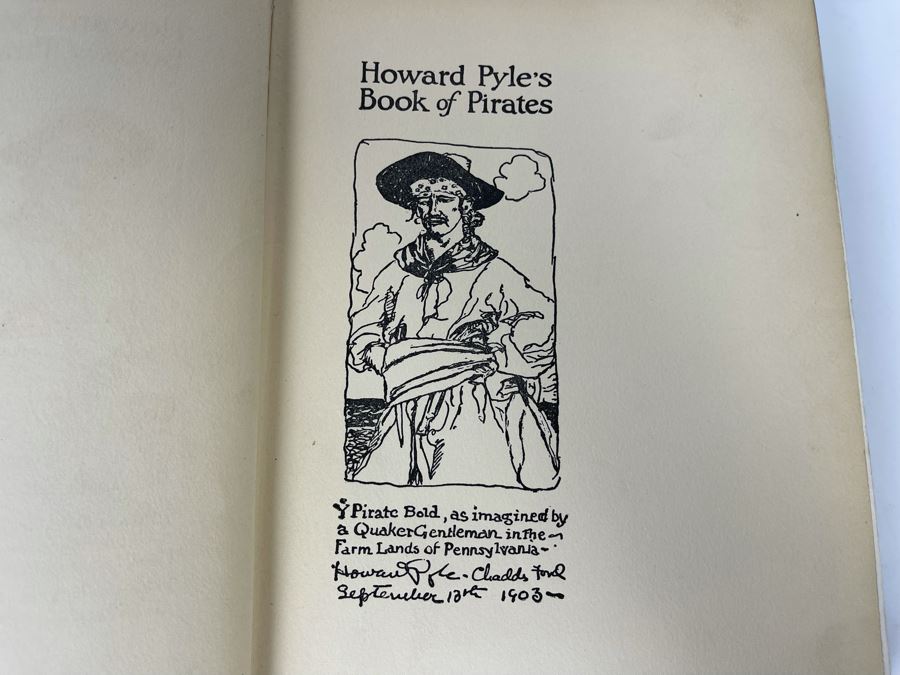 Howard Pyle's
Book of Pirates
Ye Pirate Bold, as imagined by
a Quaker Gentleman in the
Farm Lands of Pennsylvania-
Howard Pyle. Chadds Ford
September 13th 1903